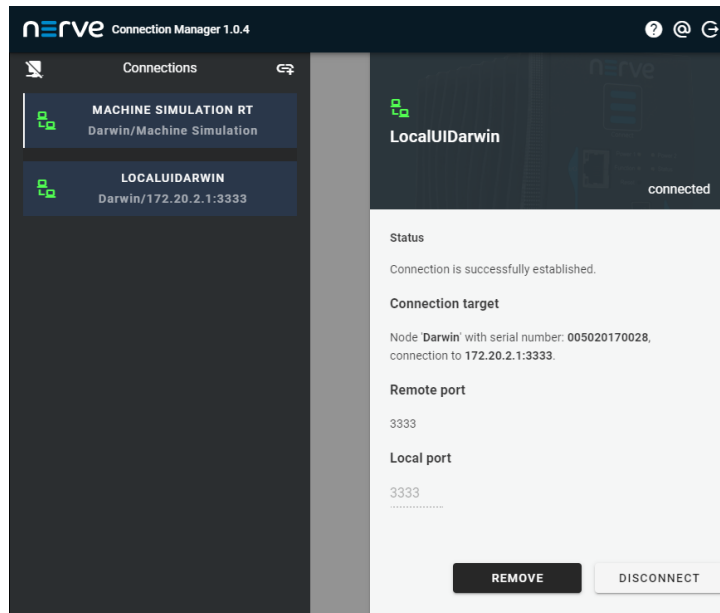 nerve Connection Manager 1.0.4
Connections
MACHINE SIMULATION RT
Darwin/Machine Simulation
LOCALUIDARWIN
Darwin/172.20.2.1:3333
nerve
LocalUIDarwin
connected
Status
Connection is successfully established.
Connection target
Node 'Darwin' with serial number: 005020170028,
connection to 172.20.2.1:3333.
Remote port
3333
Local port
3333
REMOVE
DISCONNECT